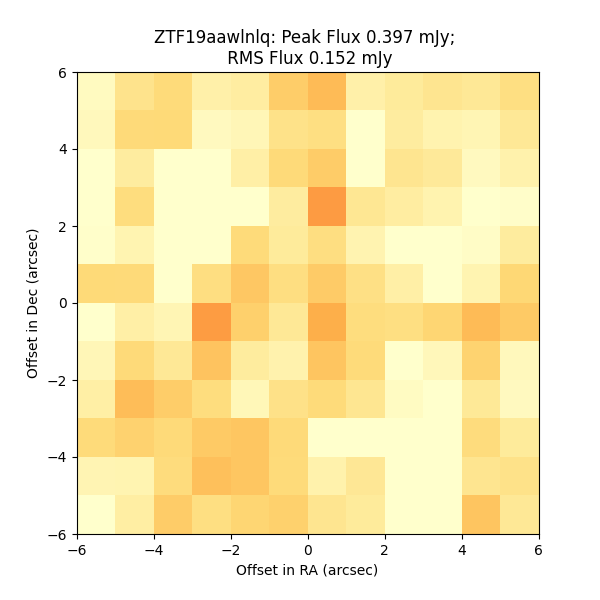 ZTF19aawlnlq: Peak Flux 0.397 mJy;
RMS Flux 0.152 mJy
6
4
2
0
−2
−4
−6
Offset in Dec (arcsec)
−6 −4 −2 0 2 4 6
Offset in RA (arcsec)